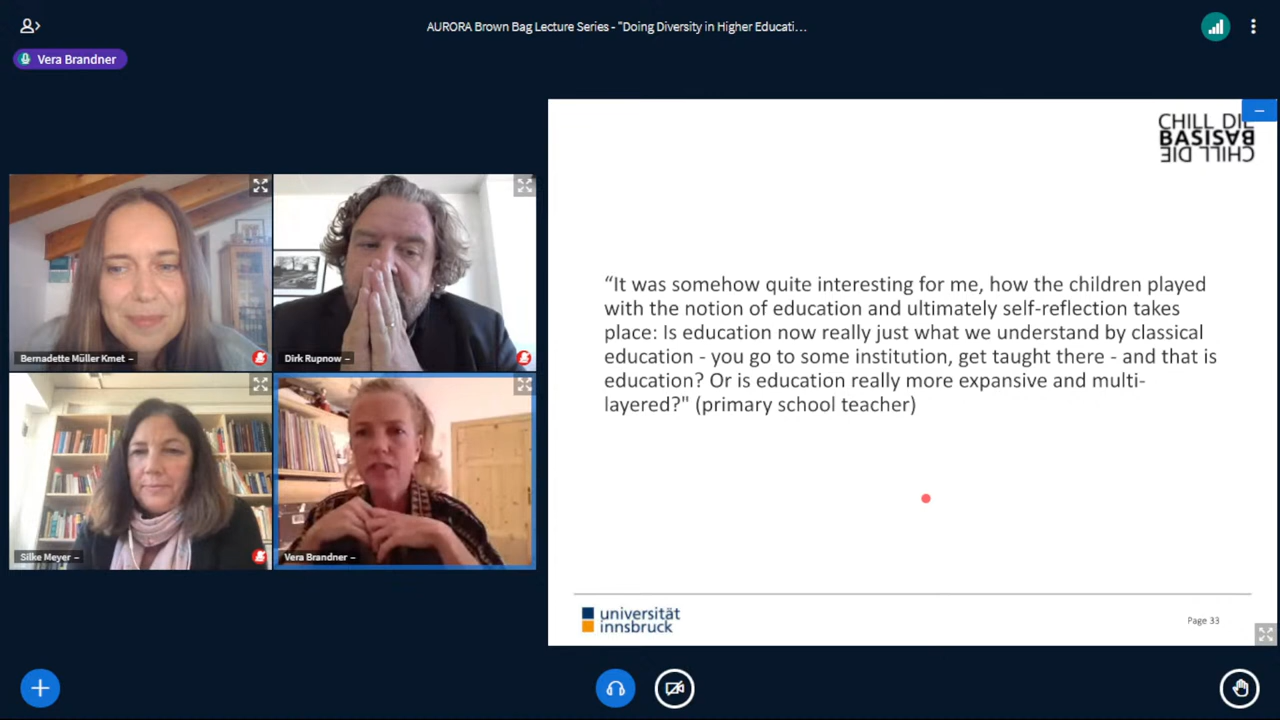 AURORA Brown Bag Lecture Series - "Doing Diversity in Higher Educati…
Vera Brandner
Bernadette Müller Kmet –
Dirk Rupnow –
Silke Meyer –
Vera Brandner –
CHILL DIE
BASIS
CHILL DIE
“It was somehow quite interesting for me, how the children played
with the notion of education and ultimately self-reflection takes
place: Is education now really just what we understand by classical
education - you go to some institution, get taught there - and that is
education? Or is education really more expansive and multi-
layered?" (primary school teacher)
universität
innsbruck
Page 33